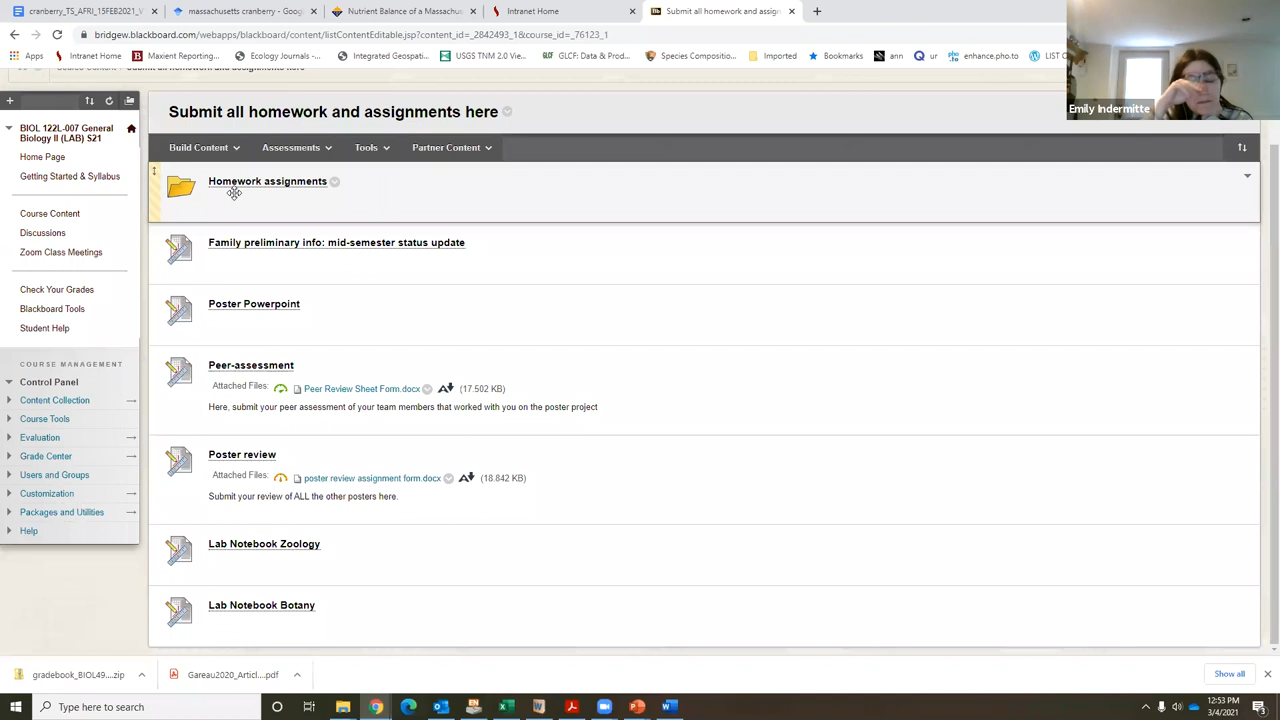 cranberry_TS_AFRI_15FEB2021_V
massachusetts cranberry - Google
Nutrient Balance of a Massachus
Intranet Home
Submit all homework and assignm
bridgew.blackboard.com/webapps/blackboard/content/listContentEditable.jsp?content_id=_2842493_1&course_id=_76123_1
Apps
Intranet Home
Maxient Reporting...
Ecology Journals -...
Integrated Geospati...
USGS TNM 2.0 Vie...
GLCF: Data & Prod...
Species Compositio...
Imported
Bookmarks
ann
ur
enhance.pho.to
LIST
Emily Indermitte
BIOL 122L-007 General
Biology II (LAB) S21
Home Page
Getting Started & Syllabus
Course Content
Discussions
Zoom Class Meetings
Check Your Grades
Blackboard Tools
Student Help
COURSE MANAGEMENT
Control Panel
Content Collection
Course Tools
Evaluation
Grade Center
Users and Groups
Customization
Packages and Utilities
Help
Submit all homework and assignments here
Build Content
Assessments
Tools
Partner Content
Homework assignments
Family preliminary info: mid-semester status update
Poster Powerpoint
Peer-assessment
Attached Files: Peer Review Sheet Form.docx (17.502 KB)
Here, submit your peer assessment of your team members that worked with you on the poster project
Poster review
Attached Files: poster review assignment form.docx (18.842 KB)
Submit your review of ALL the other posters here.
Lab Notebook Zoology
Lab Notebook Botany
gradebook_BIOL49....zip
Gareau2020_Articl....pdf
Show all
Type here to search
12:53 PM
3/4/2021